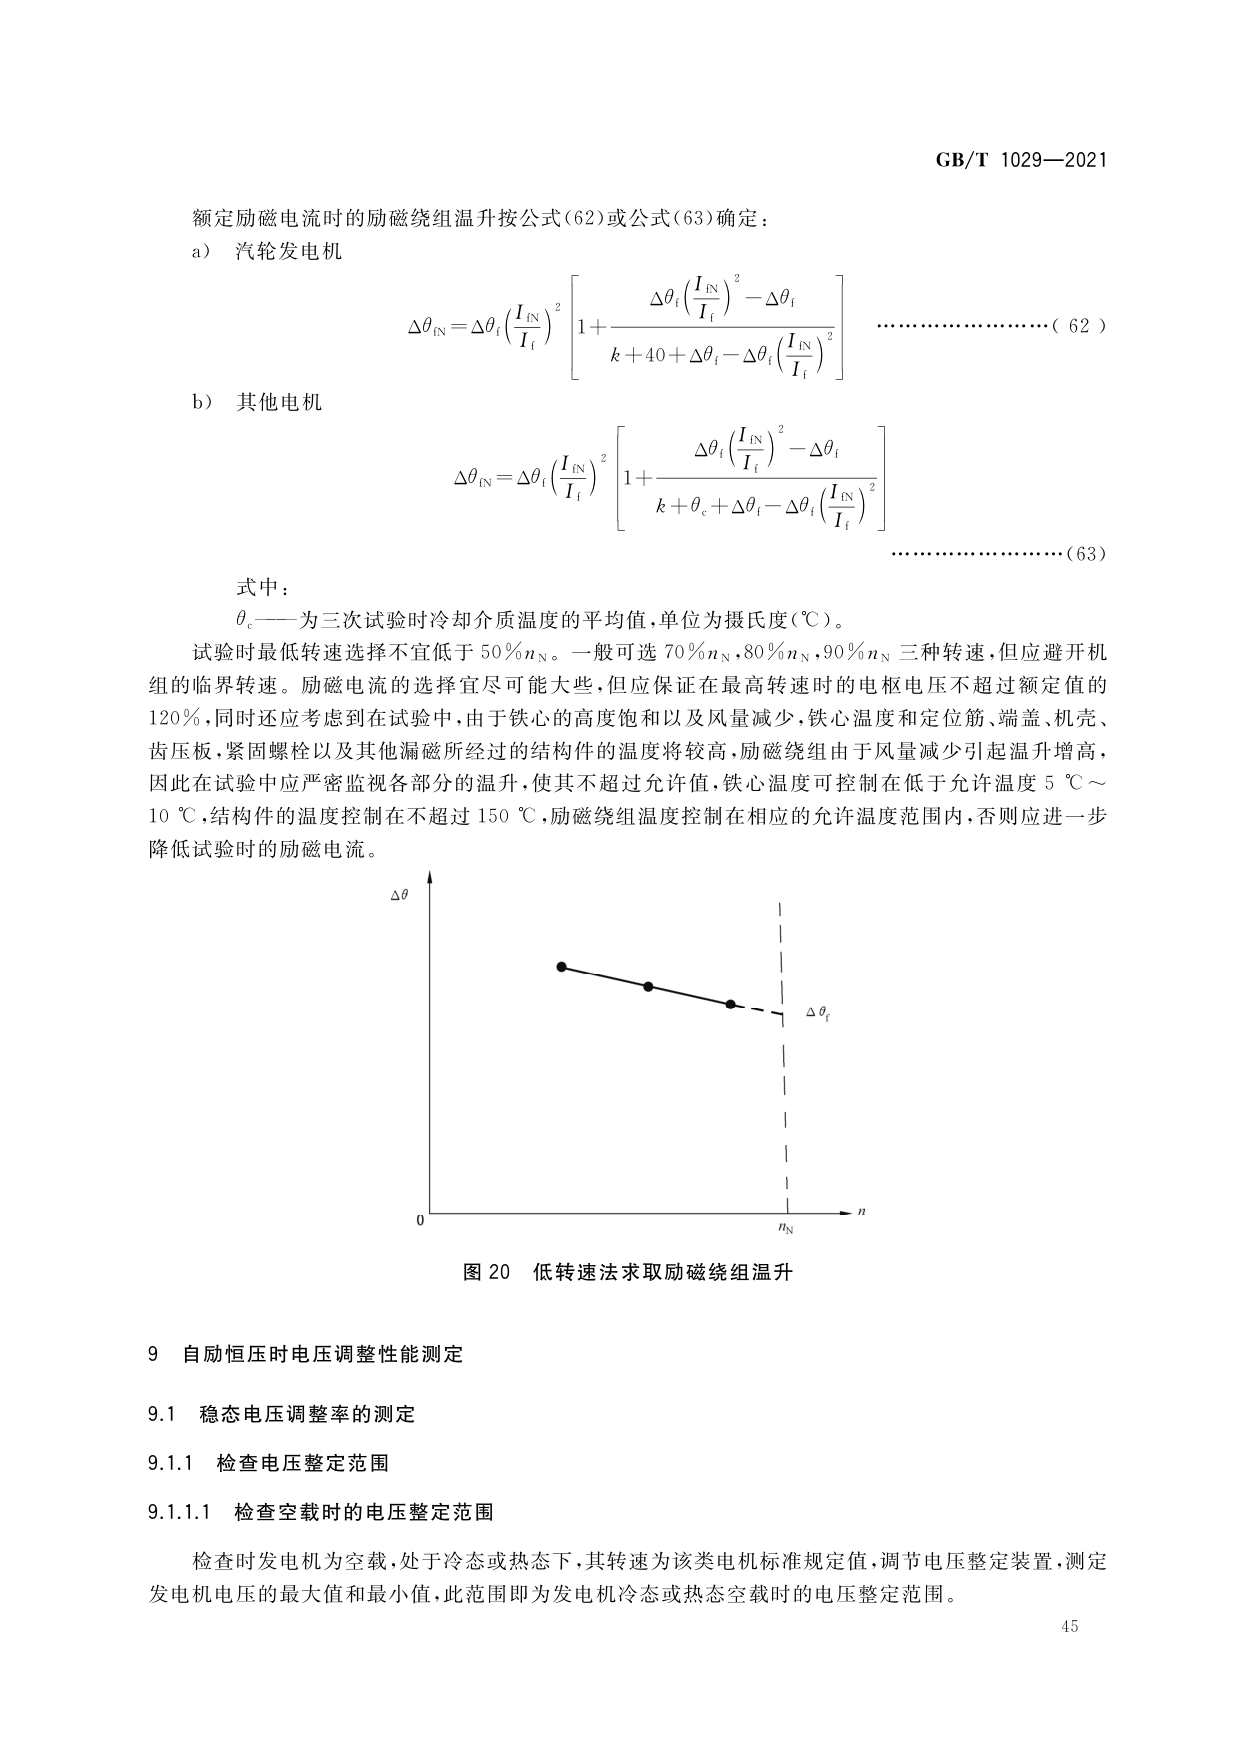 GB/T 1029—2021
额定励磁电流时的励磁绕组温升按公式(62)或公式(63)确定:
a) 汽轮发电机
Δθ_fN=Δθ_f(I_fN/I_f)^2[1+(Δθ_f(I_fN/I_f)^2-Δθ_f)/(k+40+Δθ_f-Δθ_f(I_fN/I_f)^2)] ……………………( 62 )
b) 其他电机
Δθ_fN=Δθ_f(I_fN/I_f)^2[1+(Δθ_f(I_fN/I_f)^2-Δθ_f)/(k+θ_c+Δθ_f-Δθ_f(I_fN/I_f)^2)]
……………………(63)
式中:
θ_c——为三次试验时冷却介质温度的平均值,单位为摄氏度(℃)。
试验时最低转速选择不宜低于50%n_N。一般可选70%n_N,80%n_N,90%n_N三种转速,但应避开机
组的临界转速。励磁电流的选择宜尽可能大些,但应保证在最高转速时的电枢电压不超过额定值的
120%,同时还应考虑到在试验中,由于铁心的高度饱和以及风量减少,铁心温度和定位筋、端盖、机壳、
齿压板,紧固螺栓以及其他漏磁所经过的结构件的温度将较高,励磁绕组由于风量减少引起温升增高,
因此在试验中应严密监视各部分的温升,使其不超过允许值,铁心温度可控制在低于允许温度5 ℃～
10 ℃,结构件的温度控制在不超过150 ℃,励磁绕组温度控制在相应的允许温度范围内,否则应进一步
降低试验时的励磁电流。
Δθ
Δθ_f
0
n
n_N
图20 低转速法求取励磁绕组温升
9 自励恒压时电压调整性能测定
9.1 稳态电压调整率的测定
9.1.1 检查电压整定范围
9.1.1.1 检查空载时的电压整定范围
检查时发电机为空载,处于冷态或热态下,其转速为该类电机标准规定值,调节电压整定装置,测定
发电机电压的最大值和最小值,此范围即为发电机冷态或热态空载时的电压整定范围。
45